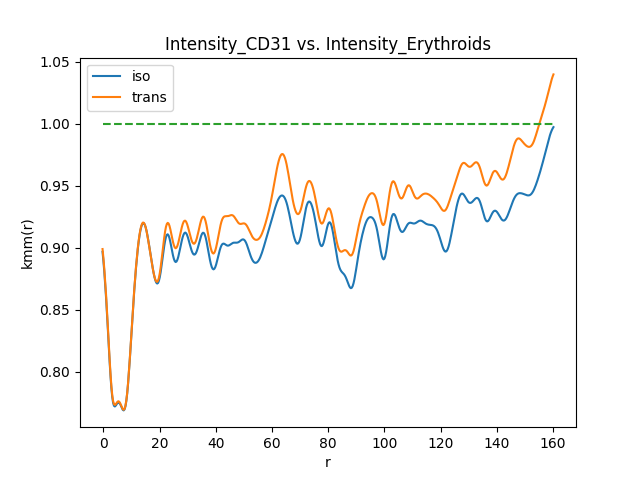 Intensity_CD31 vs. Intensity_Erythroids
iso
trans
kmm(r)
1.05
1.00
0.95
0.90
0.85
0.80
0 20 40 60 80 100 120 140 160
r